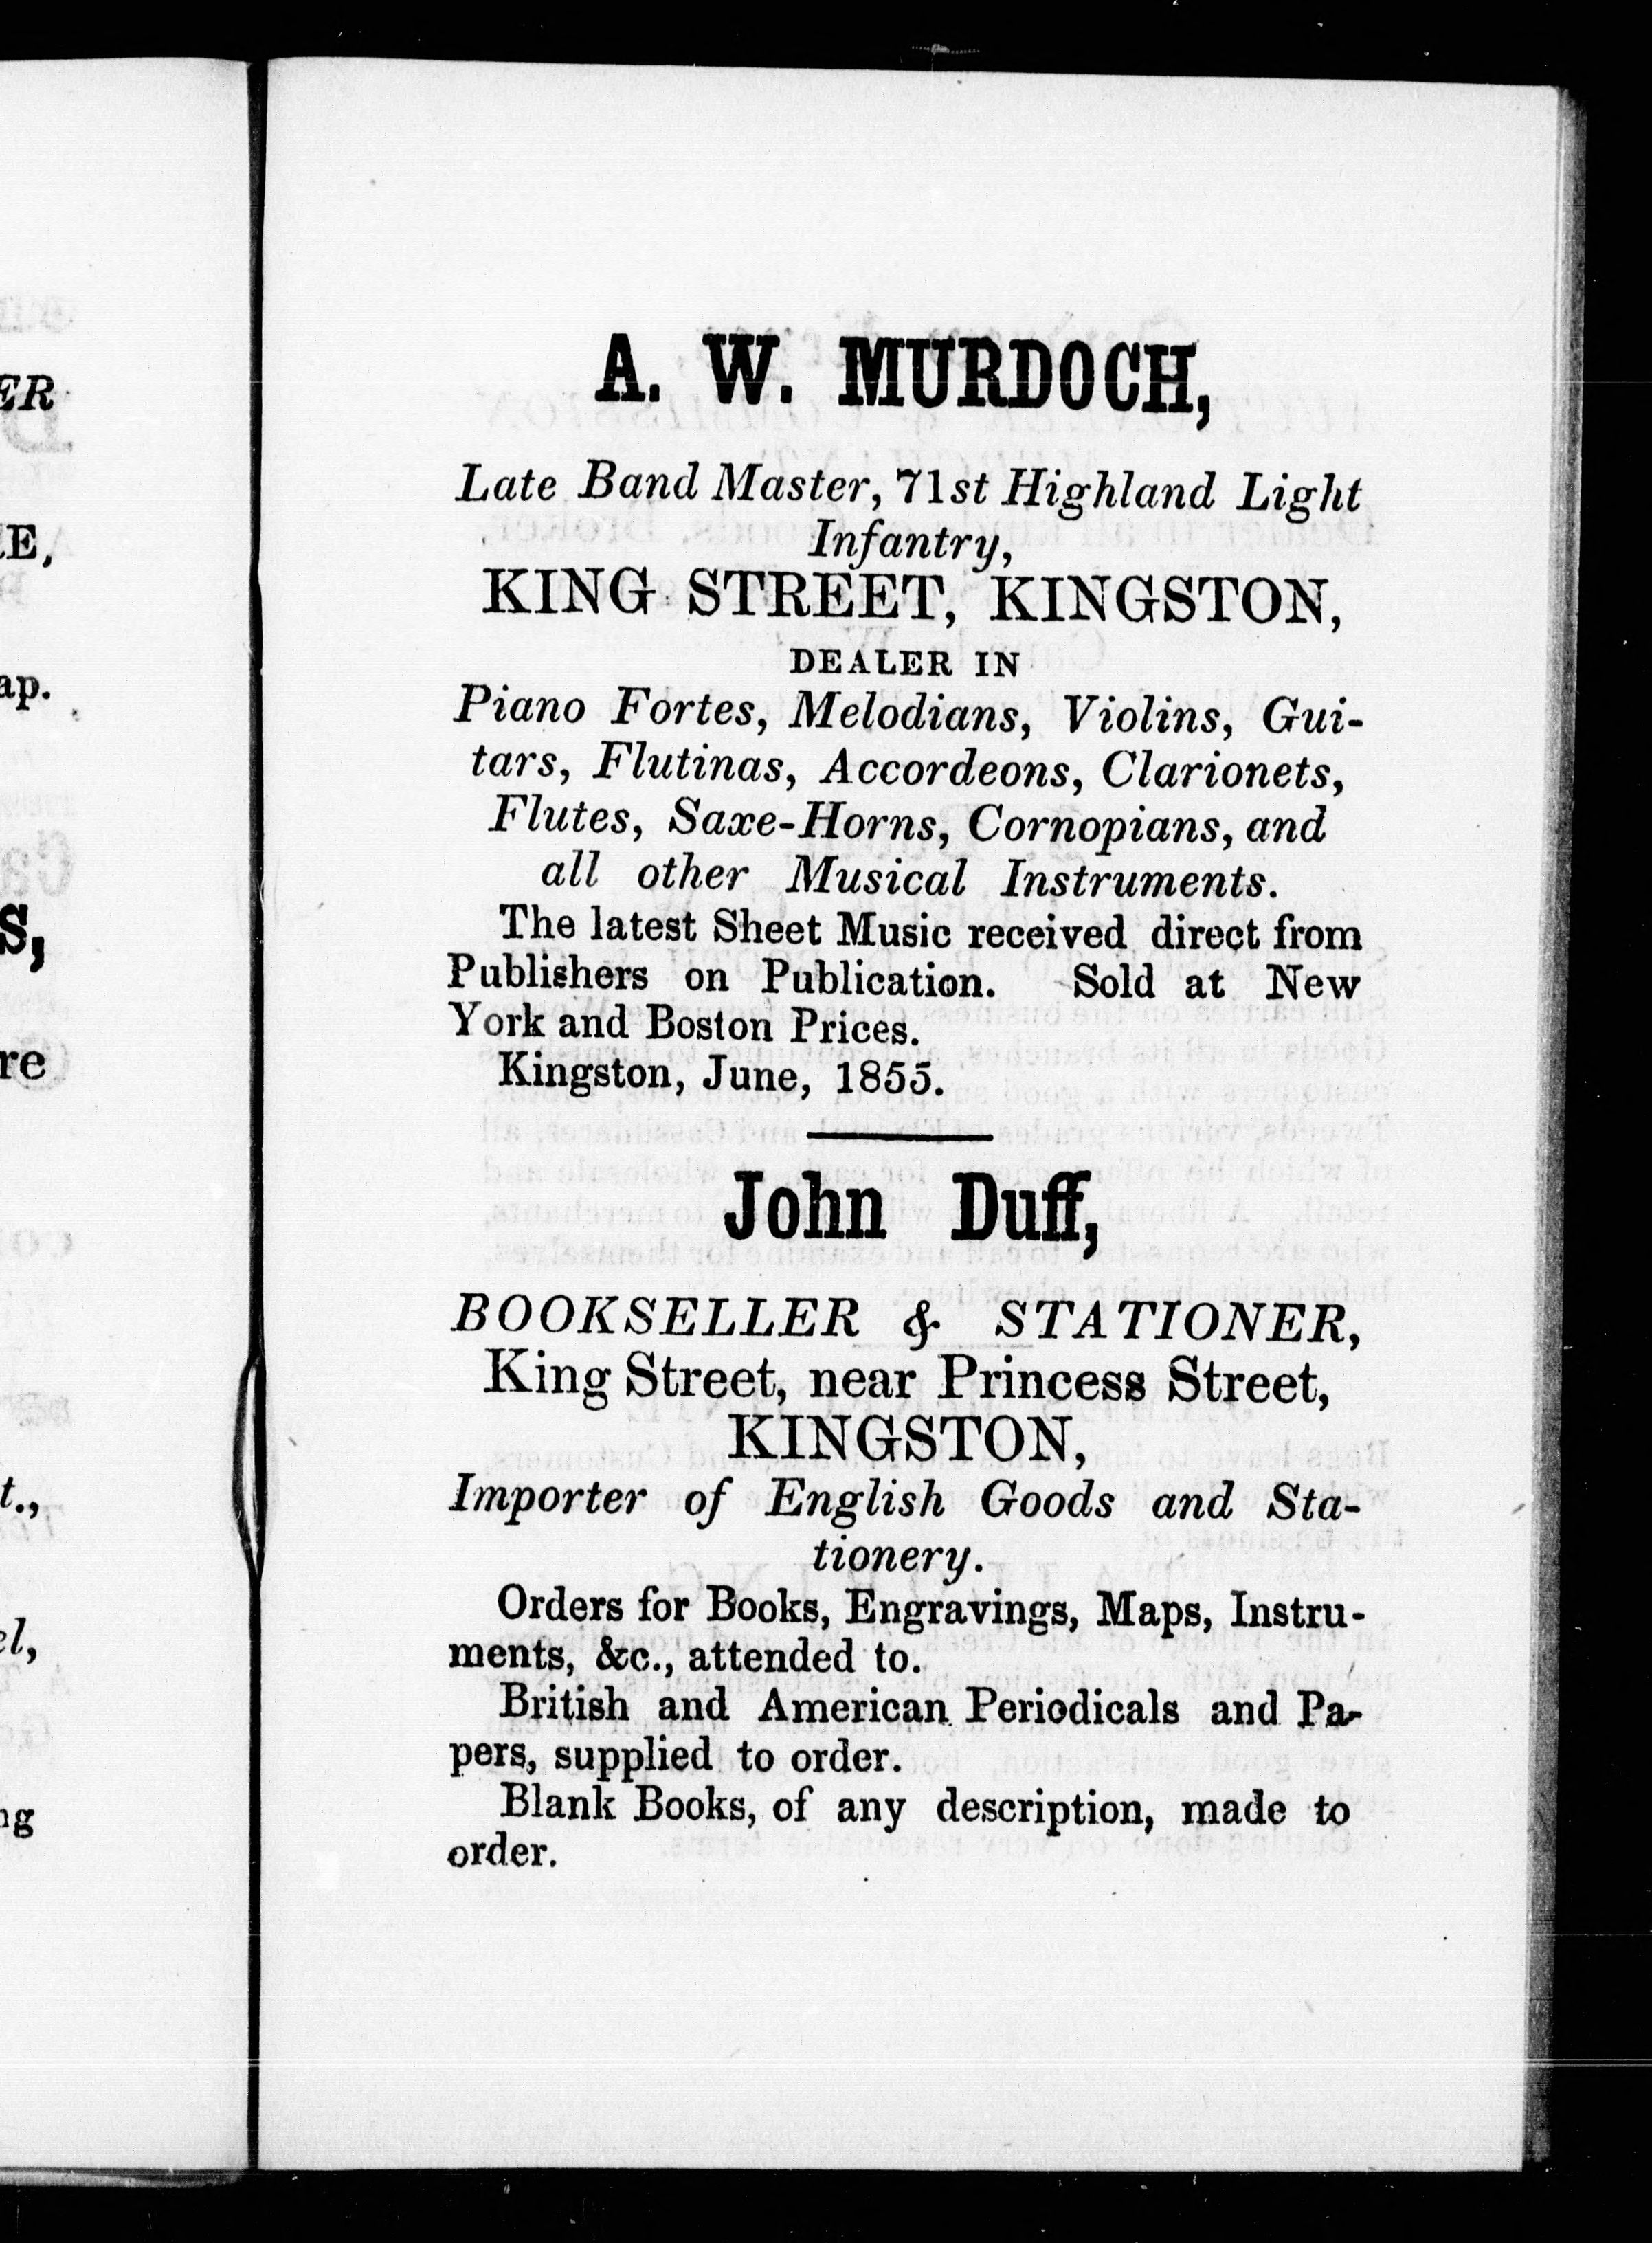 A. W. MURDOCH,
Late Band Master, 71st Highland Light
Infantry,
KING STREET, KINGSTON,
DEALER IN
Piano Fortes, Melodians, Violins, Gui-
tars, Flutinas, Accordeons, Clarionets,
Flutes, Saxe-Horns, Cornopians, and
all other Musical Instruments.
The latest Sheet Music received direct from
Publishers on Publication. Sold at New
York and Boston Prices.
Kingston, June, 1855.
John Duff,
BOOKSELLER & STATIONER,
King Street, near Princess Street,
KINGSTON,
Importer of English Goods and Sta-
tionery.
Orders for Books, Engravings, Maps, Instru-
ments, &c., attended to.
British and American Periodicals and Pa-
pers, supplied to order.
Blank Books, of any description, made to
order.